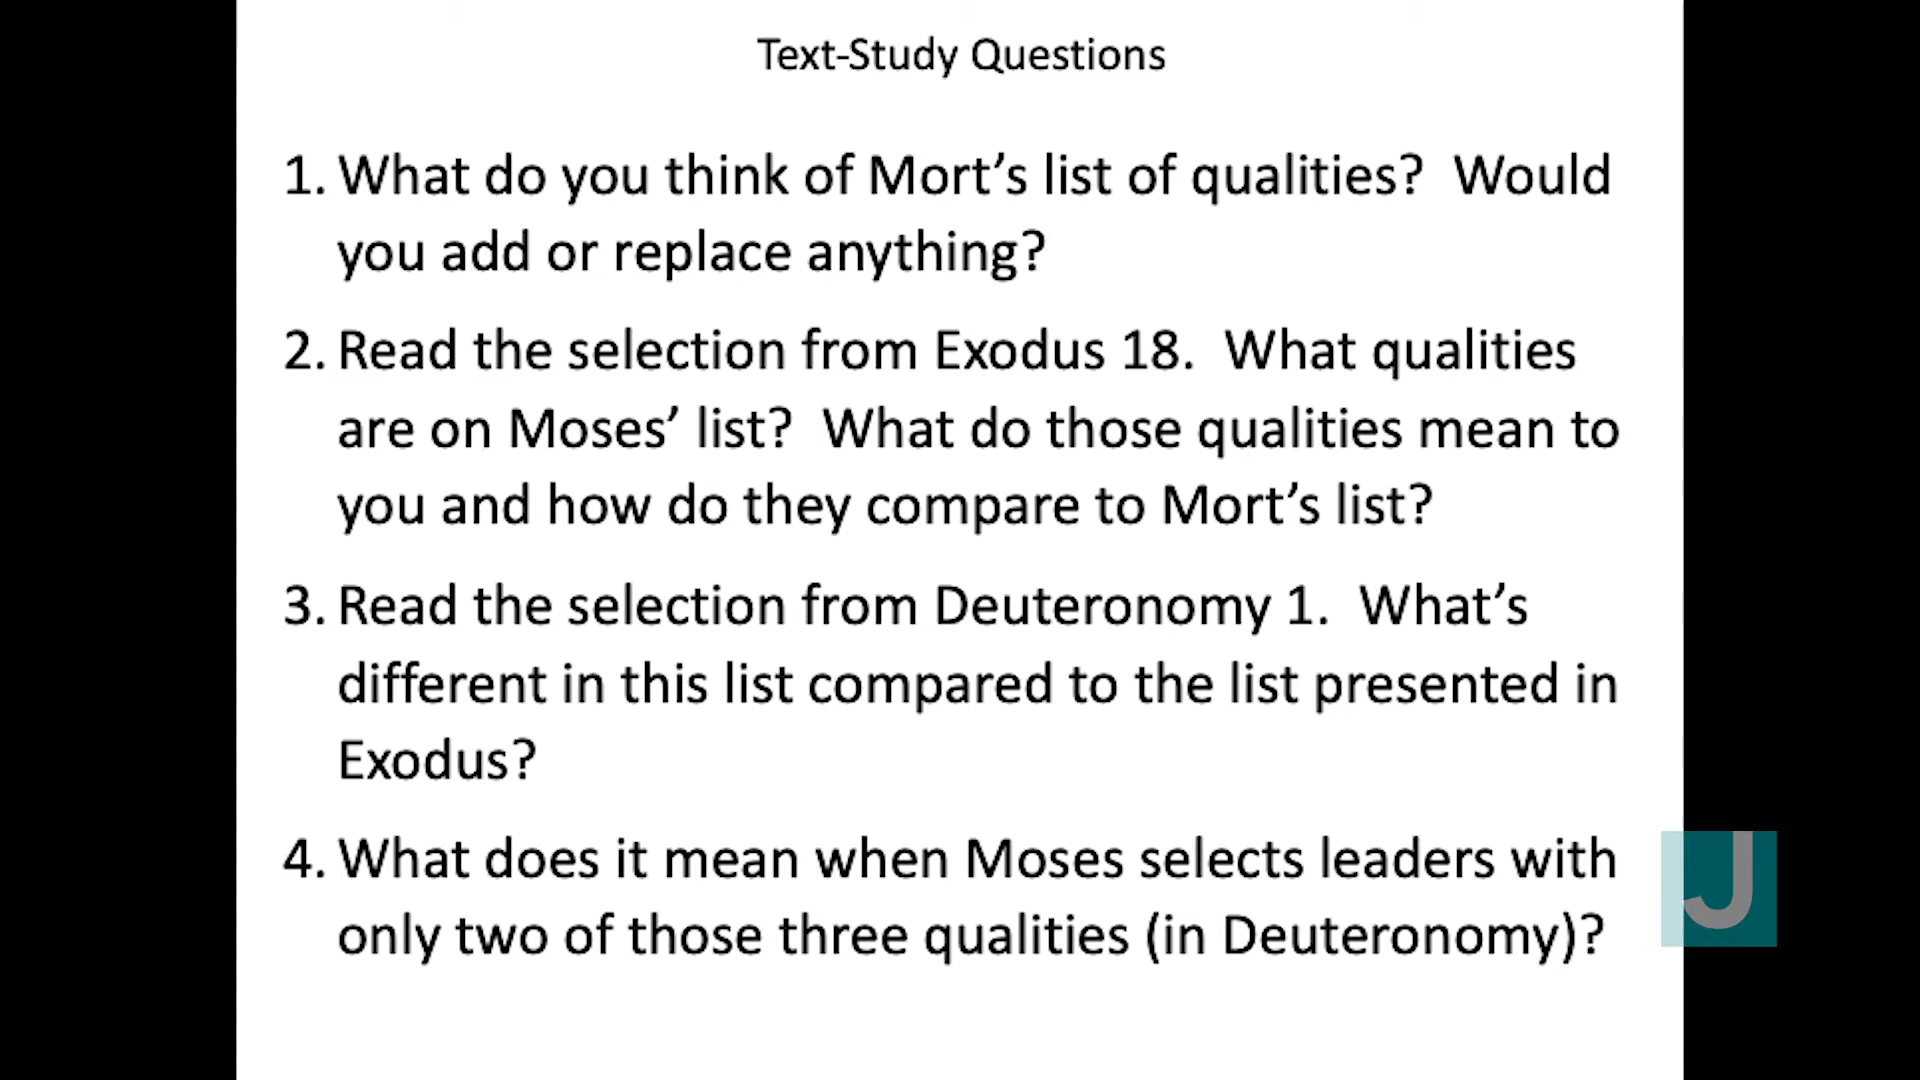 Text-Study Questions
1. What do you think of Mort’s list of qualities?  Would
you add or replace anything?
2. Read the selection from Exodus 18.  What qualities
are on Moses’ list?  What do those qualities mean to
you and how do they compare to Mort’s list?
3. Read the selection from Deuteronomy 1.  What’s
different in this list compared to the list presented in
Exodus?
4. What does it mean when Moses selects leaders with
only two of those three qualities (in Deuteronomy)?
J